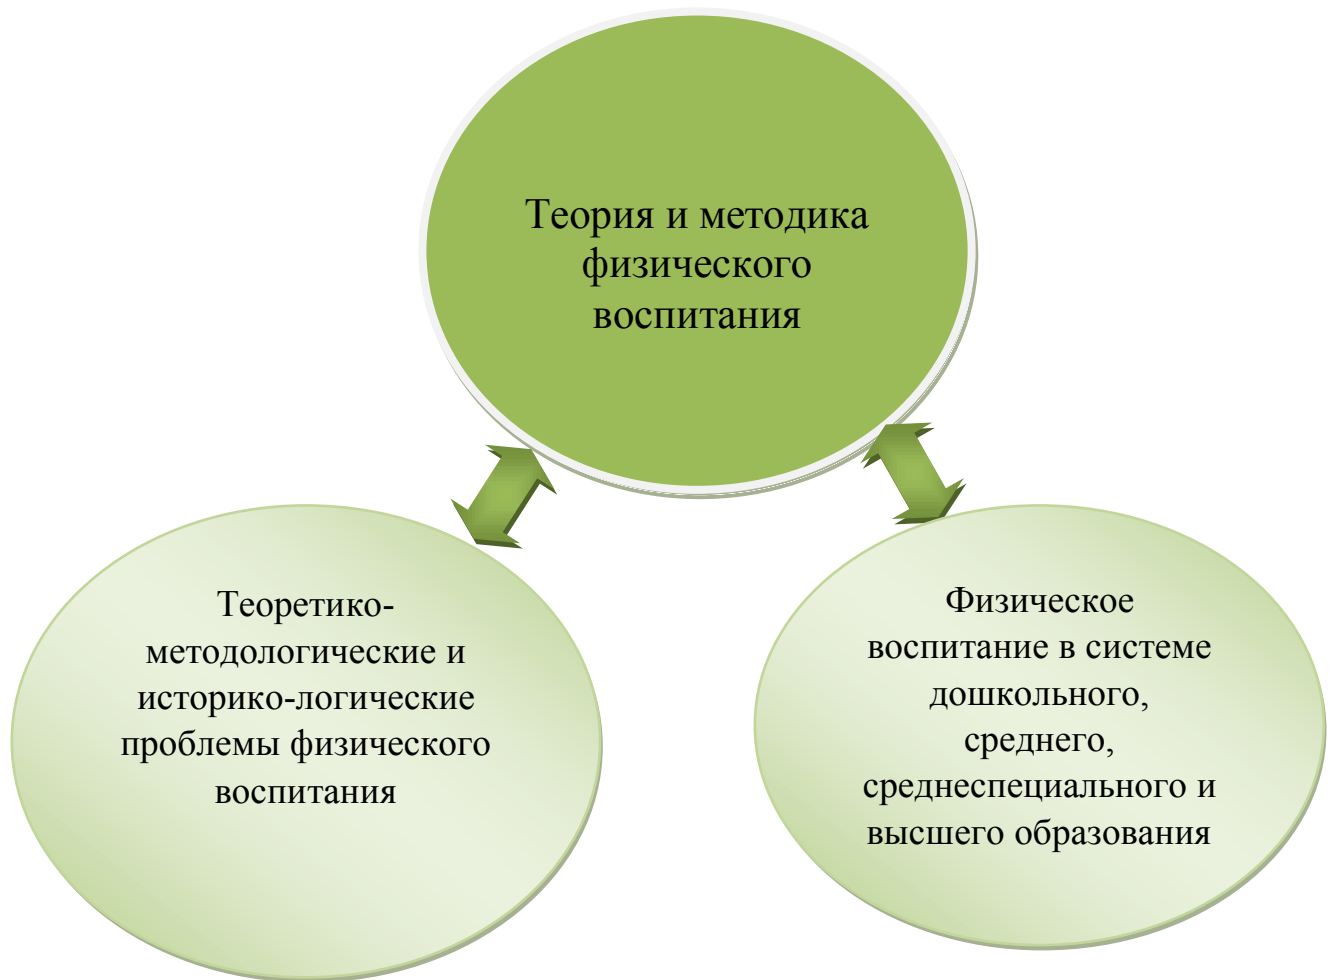 Теория и методика
физического
воспитания
Теоретико-
методологические и
историко-логические
проблемы физического
воспитания
Физическое
воспитание в системе
дошкольного,
среднего,
среднеспециального и
высшего образования